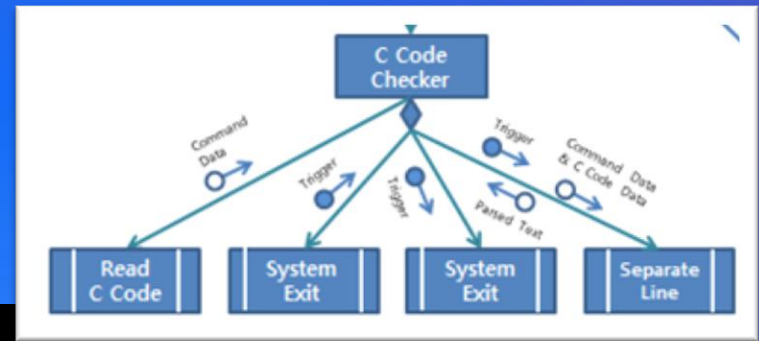 C Code
Checker
Command
Data
Trigger
Trigger
Trigger
Command Data
& C Code Data
Parsed Text
Read
C Code
System
Exit
System
Exit
Separate
Line